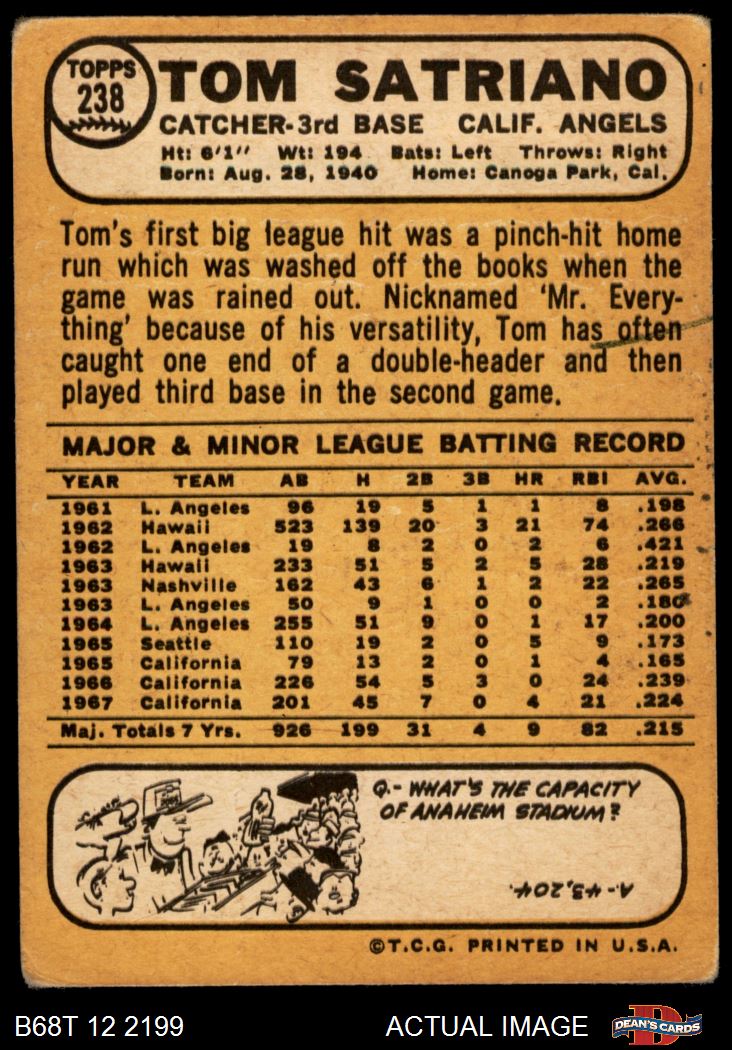 TOPPS
238
TOM SATRIANO
CATCHER-3rd BASE CALIF. ANGELS
Ht: 6'1'' Wt: 194 Bats: Left Throws: Right
Born: Aug. 28, 1940 Home: Canoga Park, Cal.
Tom's first big league hit was a pinch-hit home
run which was washed off the books when the
game was rained out. Nicknamed 'Mr. Every-
thing' because of his versatility, Tom has often
caught one end of a double-header and then
played third base in the second game.
MAJOR & MINOR LEAGUE BATTING RECORD
YEAR TEAM AB H 2B 3B HR RBI AVG.
1961 L. Angeles 96 19 5 1 1 8 .198
1962 Hawaii 523 139 20 3 21 74 .266
1962 L. Angeles 19 8 2 0 2 6 .421
1963 Hawaii 233 51 5 2 5 28 .219
1963 Nashville 162 43 6 1 2 22 .265
1963 L. Angeles 50 9 1 0 0 2 .180
1964 L. Angeles 255 51 9 0 1 17 .200
1965 Seattle 110 19 2 0 5 9 .173
1965 California 79 13 2 0 1 4 .165
1966 California 226 54 5 3 0 24 .239
1967 California 201 45 7 0 4 21 .224
Maj. Totals 7 Yrs. 926 199 31 4 9 82 .215
Q.- WHAT'S THE CAPACITY
OF ANAHEIM STADIUM?
A.-43,204.
©T.C.G. PRINTED IN U.S.A.
B68T 12 2199 ACTUAL IMAGE DEAN'S CARDS